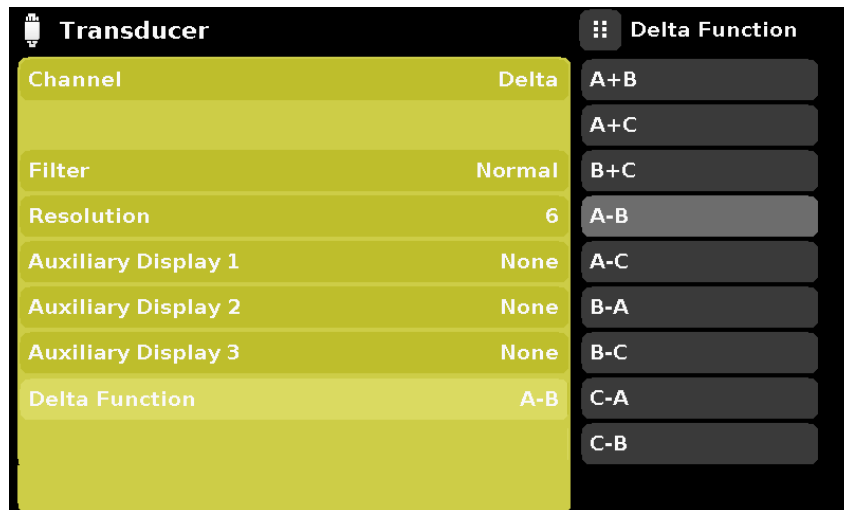 Transducer
Channel Delta
Filter Normal
Resolution 6
Auxiliary Display 1 None
Auxiliary Display 2 None
Auxiliary Display 3 None
Delta Function A-B
Delta Function
A+B
A+C
B+C
A-B
A-C
B-A
B-C
C-A
C-B